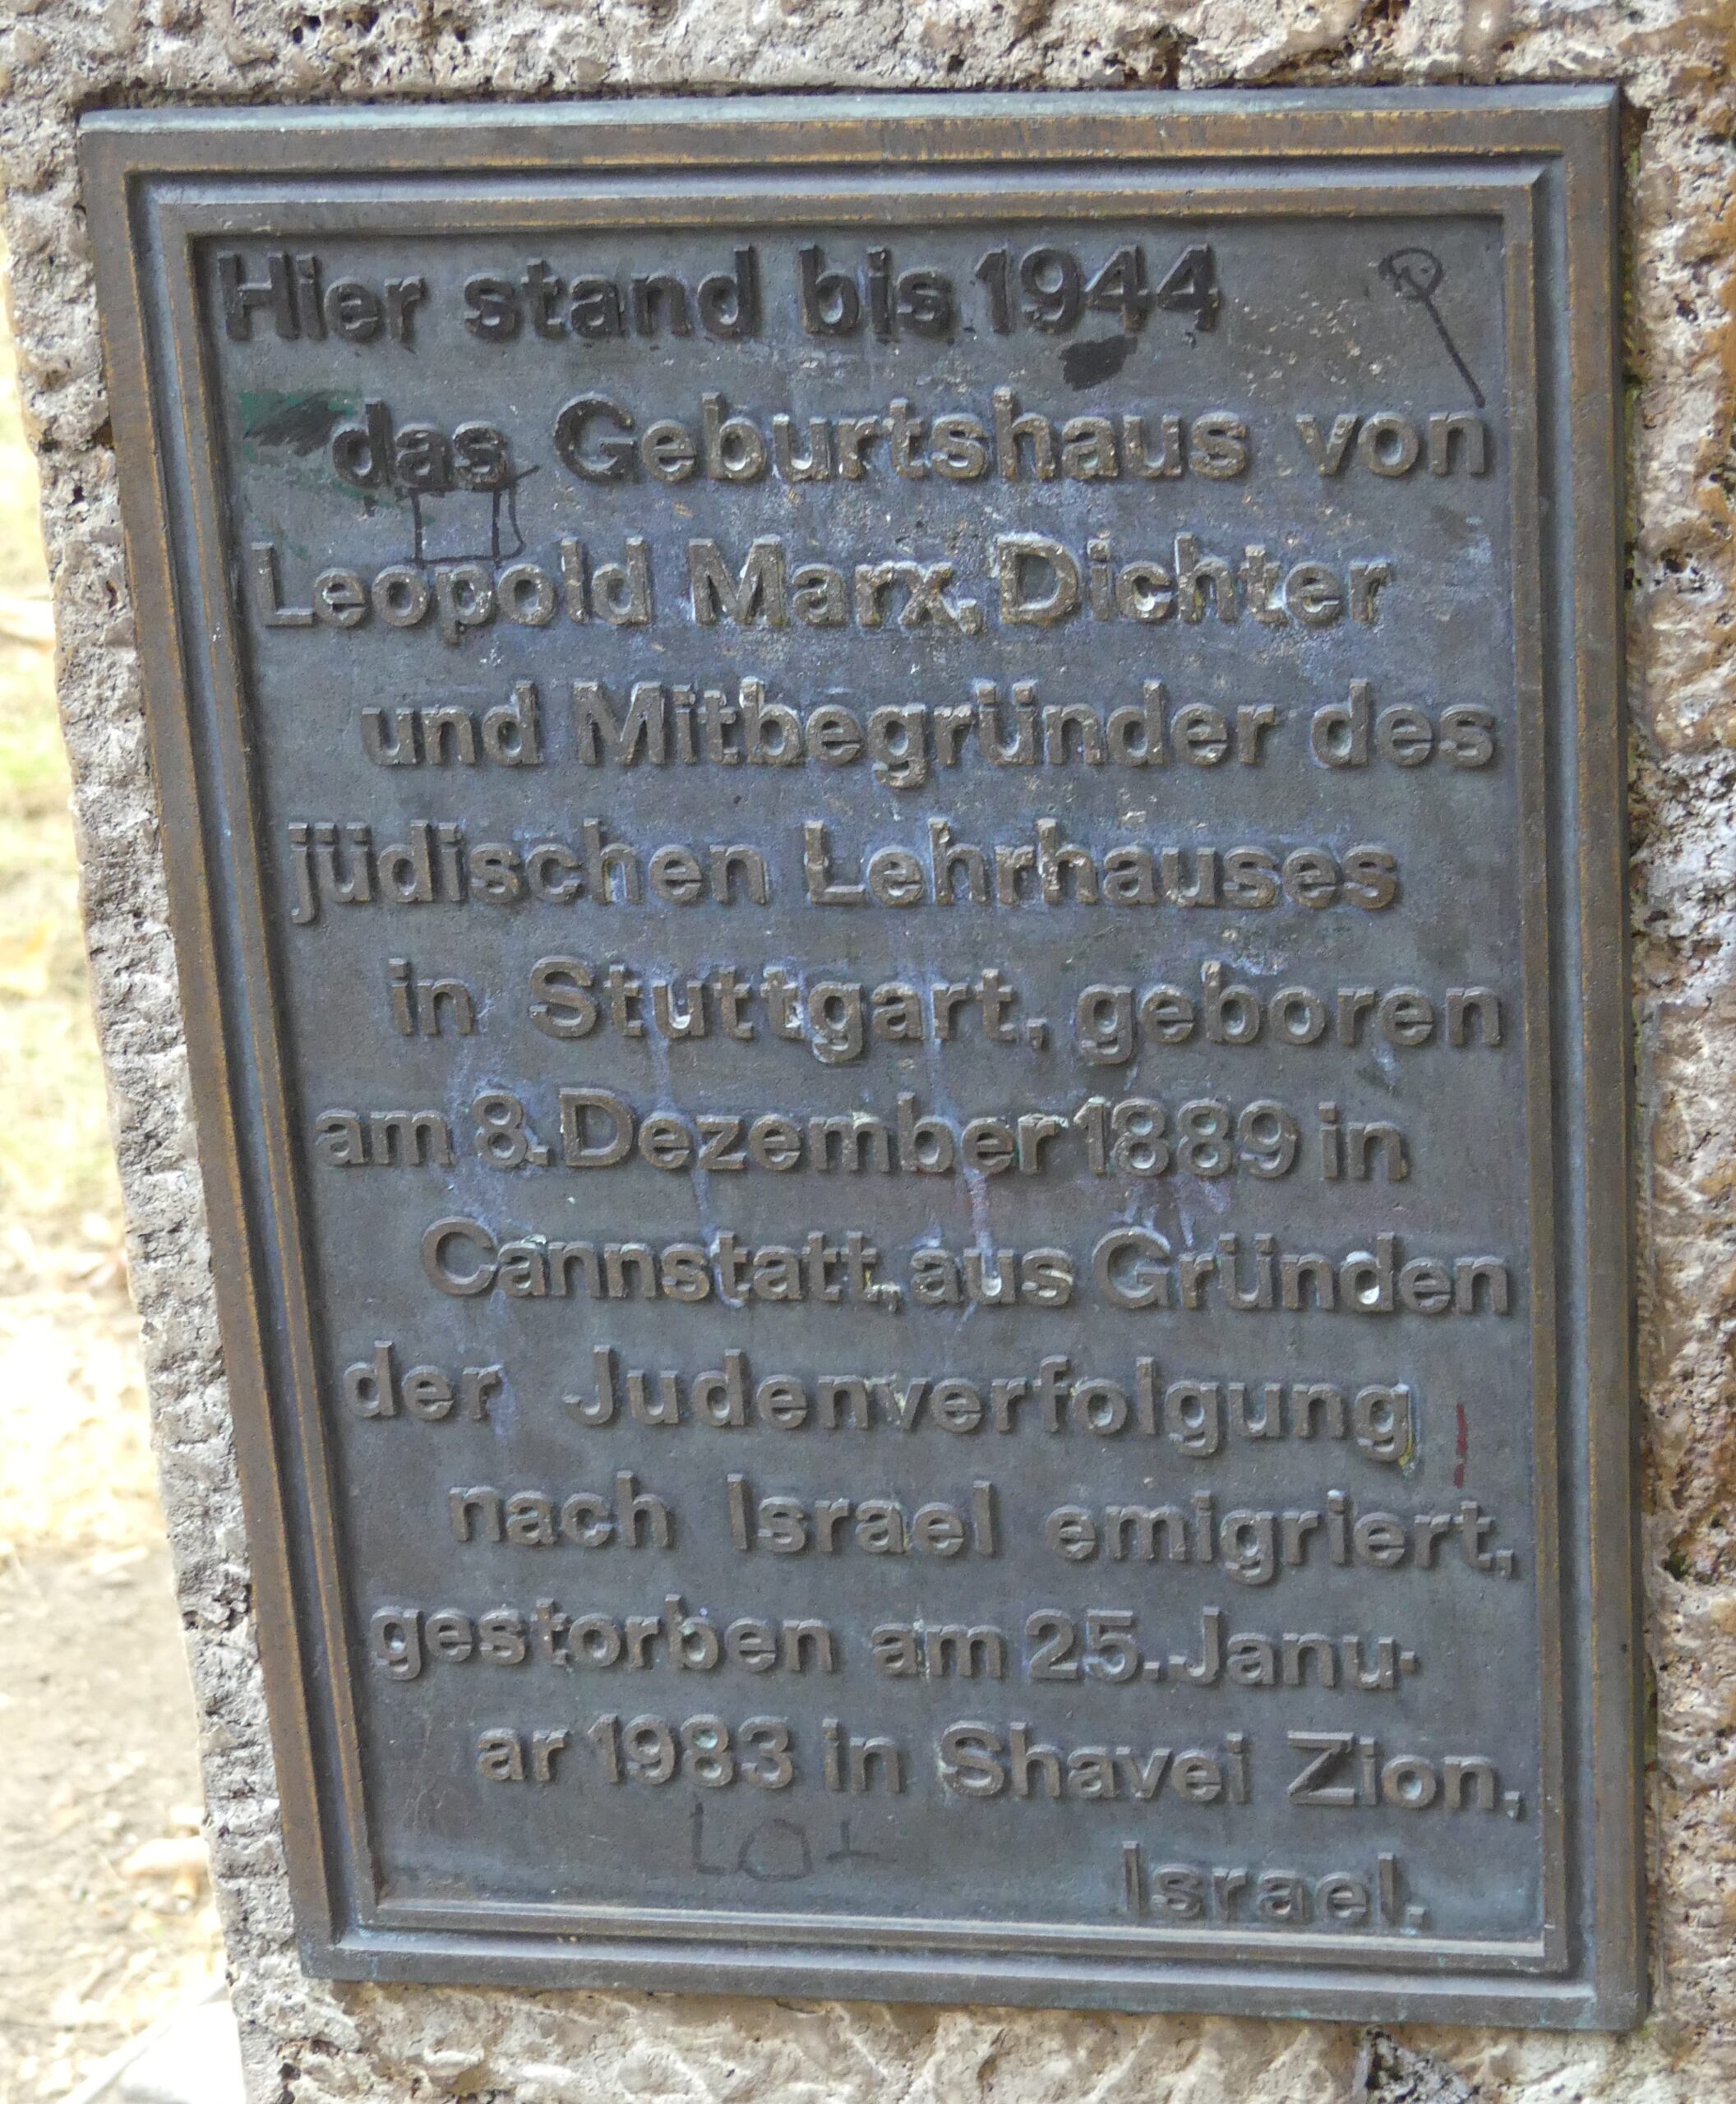 Hier stand bis 1944
das Geburtshaus von
Leopold Marx, Dichter
und Mitbegründer des
jüdischen Lehrhauses
in Stuttgart, geboren
am 8. Dezember 1889 in
Cannstatt, aus Gründen
der Judenverfolgung
nach Israel emigriert,
gestorben am 25. Janu-
ar 1983 in Shavei Zion,
Israel.